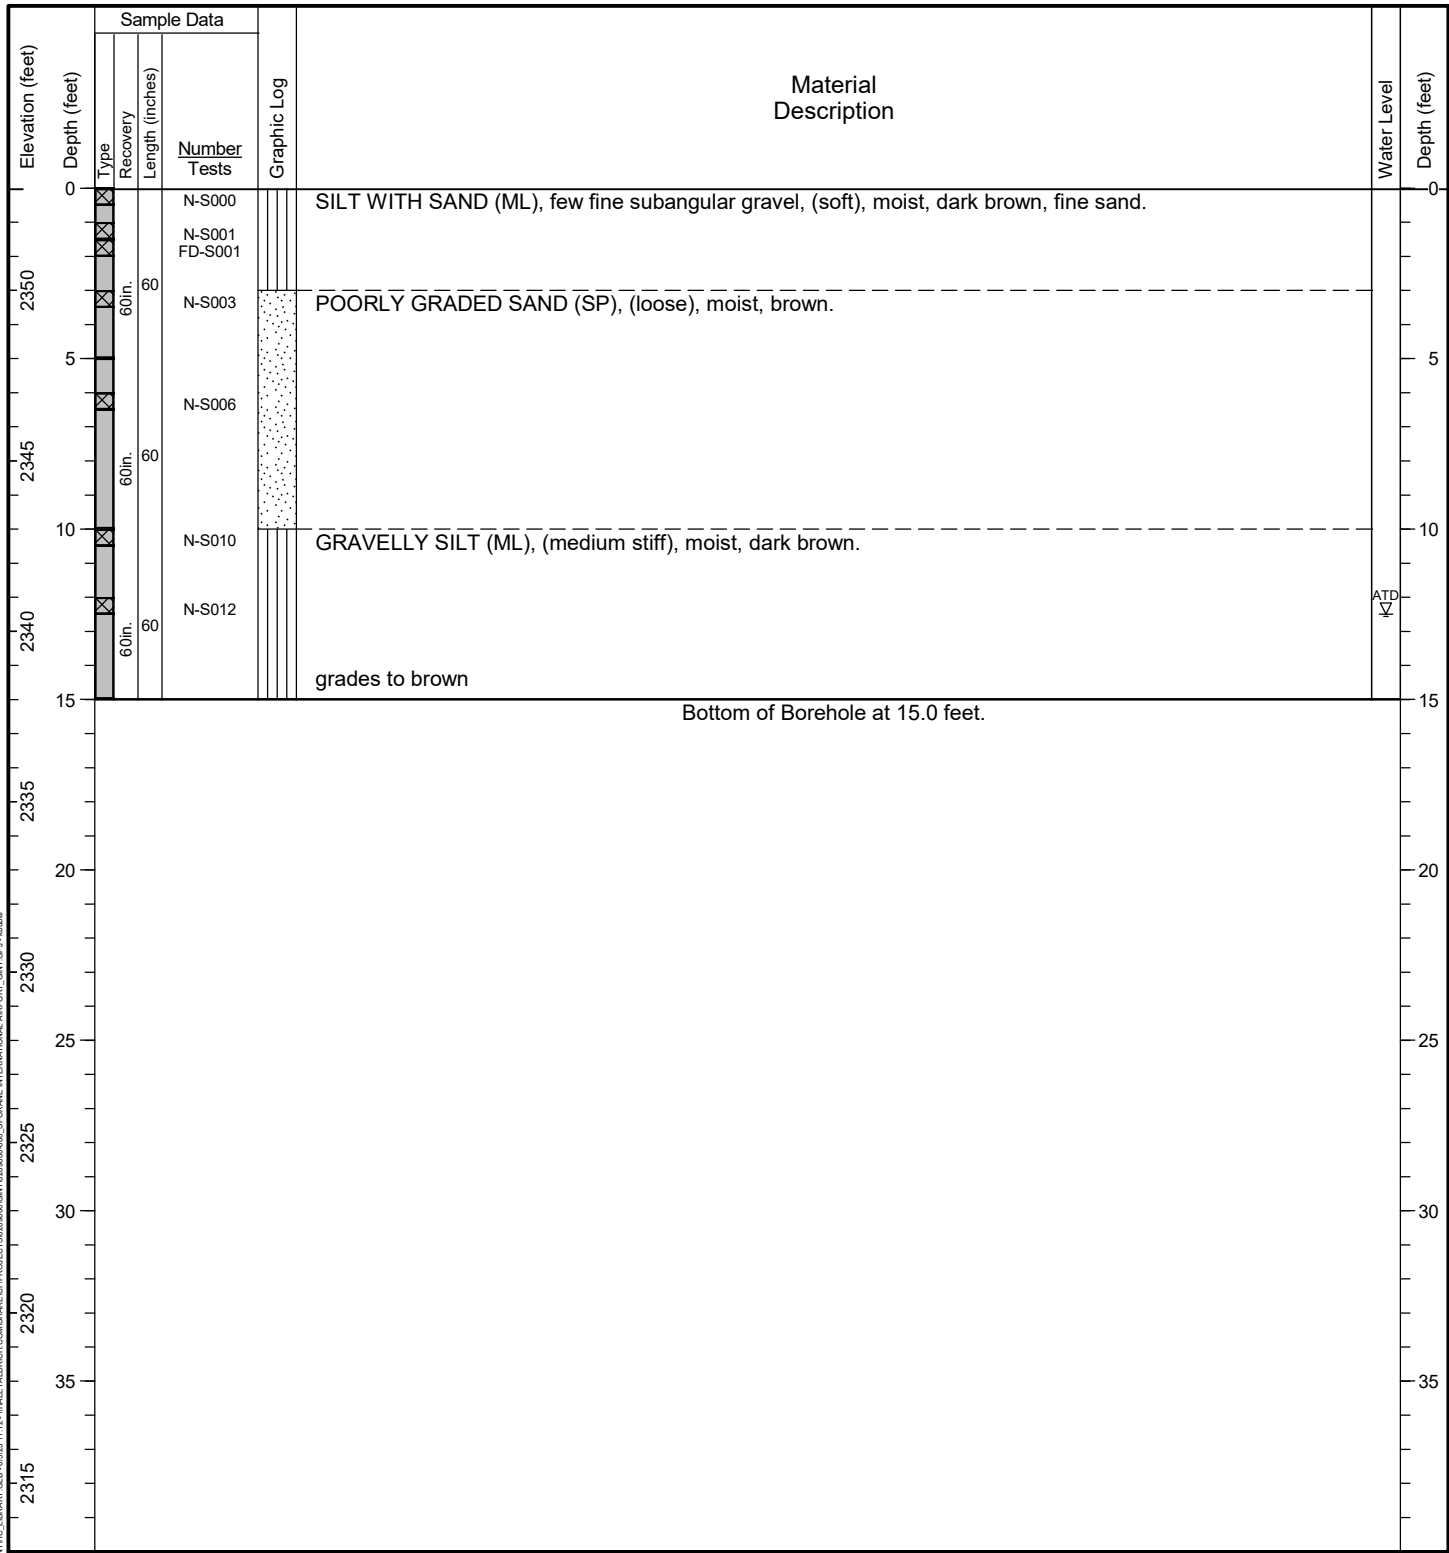 Sample Data
Elevation (feet)
Depth (feet)
Type
Recovery
Length (inches)
Number
Tests
Graphic Log
Material
Description
Water Level
Depth (feet)
0
N-S000
SILT WITH SAND (ML), few fine subangular gravel, (soft), moist, dark brown, fine sand.
0
N-S001
FD-S001
2350
60in.
60
N-S003
POORLY GRADED SAND (SP), (loose), moist, brown.
5
5
N-S006
2345
60in.
60
10
10
N-S010
GRAVELLY SILT (ML), (medium stiff), moist, dark brown.
N-S012
ATD
2340
60in.
60
grades to brown
15
15
Bottom of Borehole at 15.0 feet.
2335
20
20
2330
25
25
2325
30
30
2320
35
35
2315